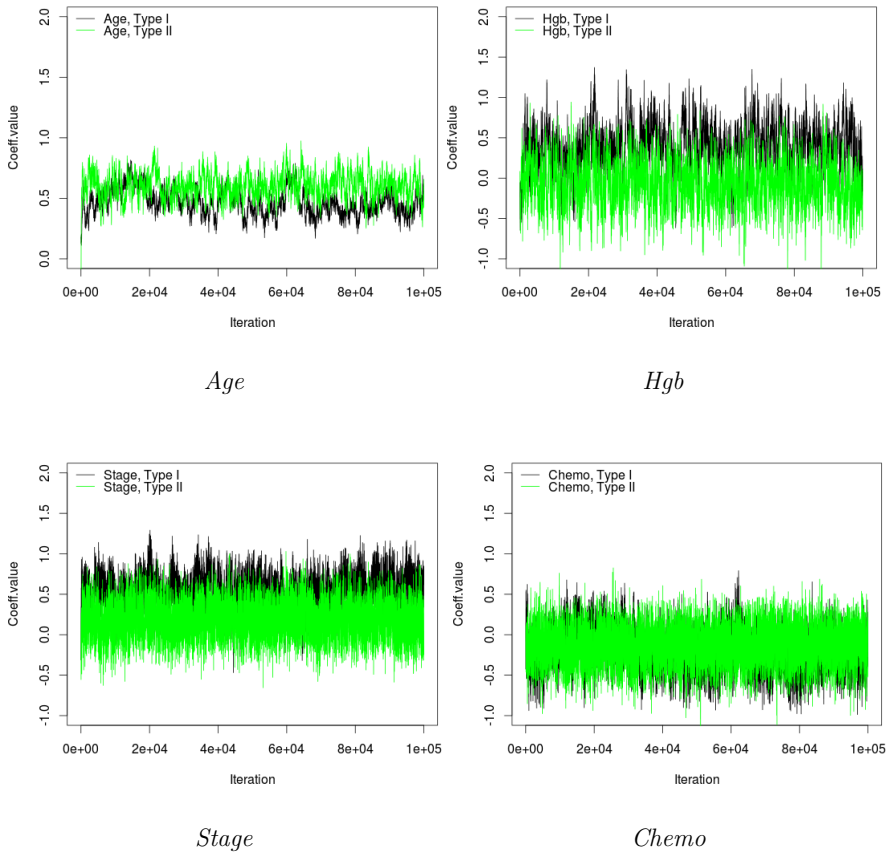 Age, Type I
Age, Type II
Coeff.value
2.0
1.5
1.0
0.5
0.0
0e+00 2e+04 4e+04 6e+04 8e+04 1e+05
Iteration
Age
Hgb, Type I
Hgb, Type II
Coeff.value
2.0
1.5
1.0
0.5
0.0
-0.5
-1.0
0e+00 2e+04 4e+04 6e+04 8e+04 1e+05
Iteration
Hgb
Stage, Type I
Stage, Type II
Coeff.value
2.0
1.5
1.0
0.5
0.0
-0.5
-1.0
0e+00 2e+04 4e+04 6e+04 8e+04 1e+05
Iteration
Stage
Chemo, Type I
Chemo, Type II
Coeff.value
2.0
1.5
1.0
0.5
0.0
-0.5
-1.0
0e+00 2e+04 4e+04 6e+04 8e+04 1e+05
Iteration
Chemo